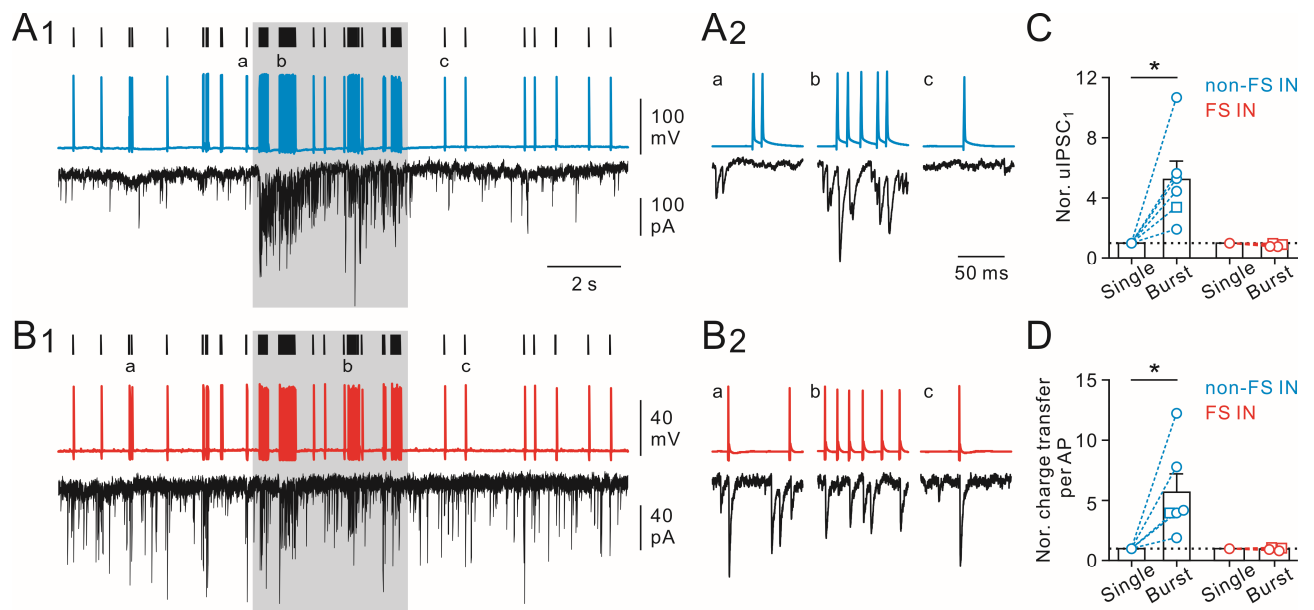 A1
a b c
100
mV
100
pA
2 s
A2
a b c
50 ms
C
Nor. uIPSC1
12
8
4
0
*
non-FS IN
FS IN
Single Burst Single Burst
B1
a b c
40
mV
40
pA
B2
a b c
D
Nor. charge transfer
per AP
15
10
5
0
*
non-FS IN
FS IN
Single Burst Single Burst